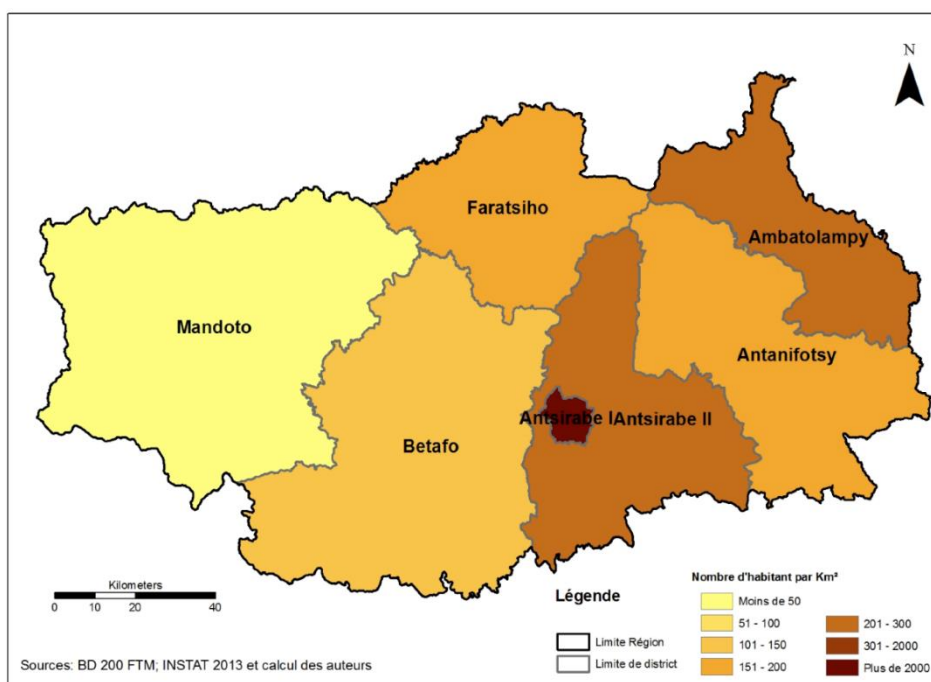 N
Faratsiho
Ambatolampy
Mandoto
Antanifotsy
Antsirabe I
Antsirabe II
Betafo
Kilometers
0 10 20 40
Légende
Limite Région
Limite de district
Nombre d'habitant par Km²
Moins de 50
51 - 100
101 - 150
151 - 200
201 - 300
301 - 2000
Plus de 2000
Sources: BD 200 FTM; INSTAT 2013 et calcul des auteurs